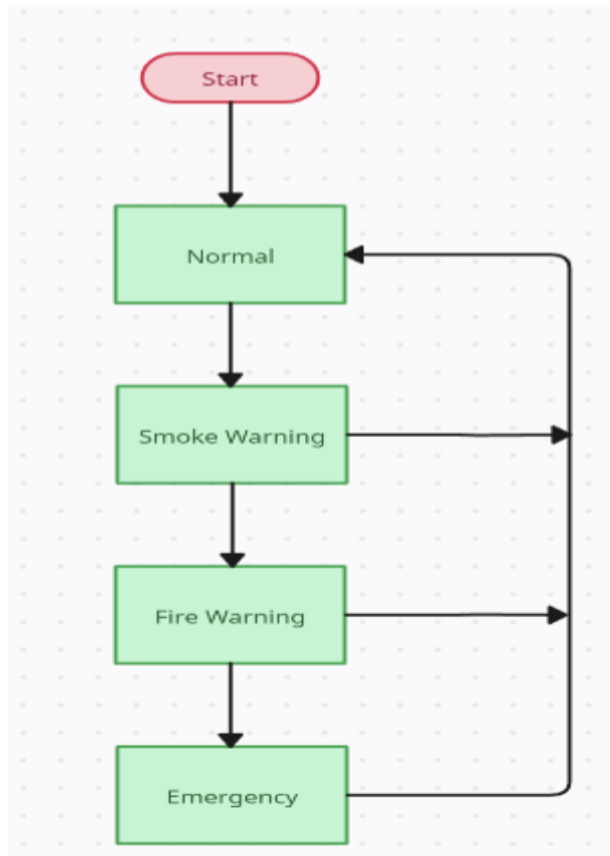 Start
Normal
Smoke Warning
Fire Warning
Emergency